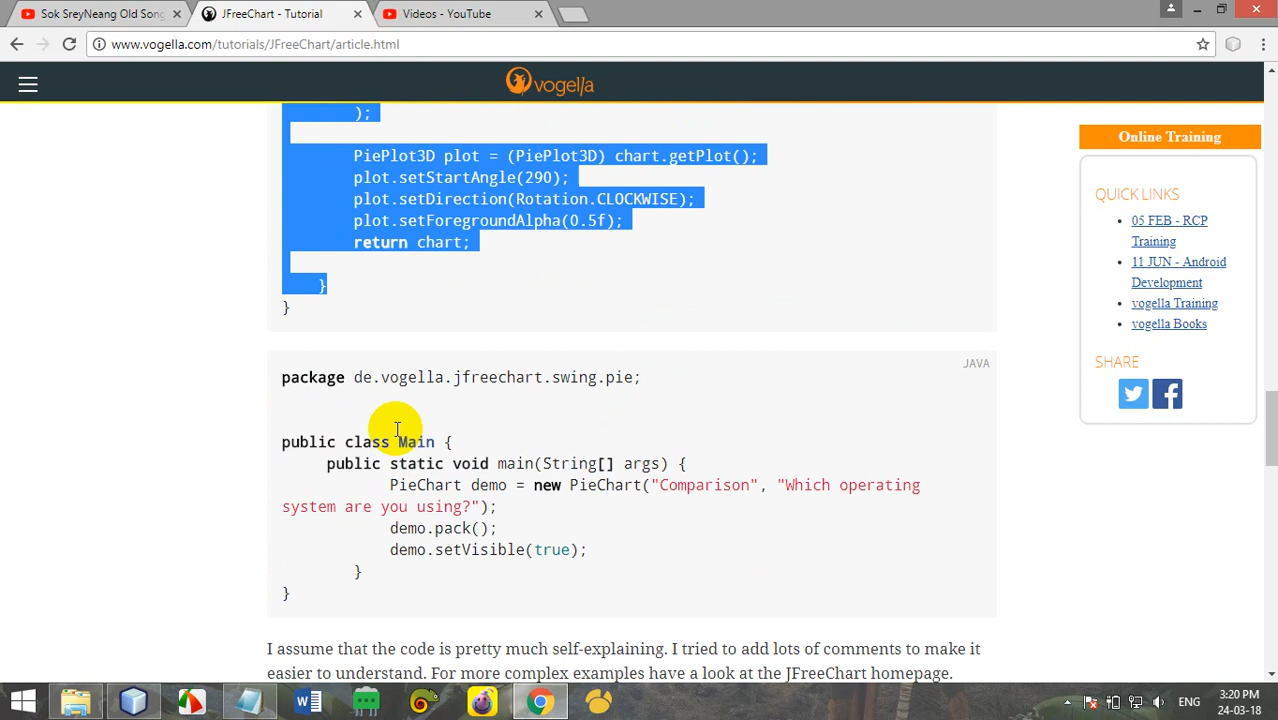 Sok SreyNeang Old Song
JFreeChart - Tutorial
Videos - YouTube
www.vogella.com/tutorials/JFreeChart/article.html
vogella
);
PiePlot3D plot = (PiePlot3D) chart.getPlot();
plot.setStartAngle(290);
plot.setDirection(Rotation.CLOCKWISE);
plot.setForegroundAlpha(0.5f);
return chart;
}
}
JAVA
package de.vogella.jfreechart.swing.pie;
public class Main {
public static void main(String[] args) {
PieChart demo = new PieChart("Comparison", "Which operating
system are you using?");
demo.pack();
demo.setVisible(true);
}
}
I assume that the code is pretty much self-explaining. I tried to add lots of comments to make it
easier to understand. For more complex examples have a look at the JFreeChart homepage.
Online Training
QUICK LINKS
05 FEB - RCP
Training
11 JUN - Android
Development
vogella Training
vogella Books
SHARE
ENG
3:20 PM
24-03-18